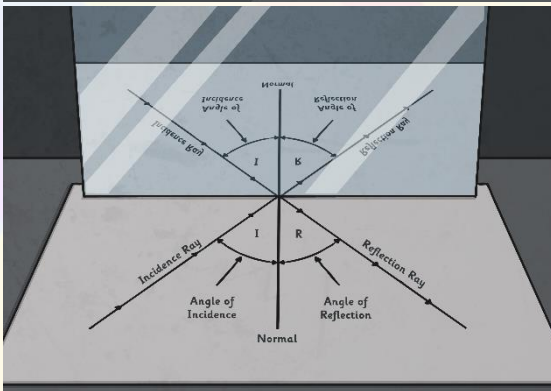 Normal
Angle of
Incidence
Angle of
Reflection
Incidence Ray
Reflection Ray
I
R
I
R
Incidence Ray
Reflection Ray
Angle of
Incidence
Angle of
Reflection
Normal